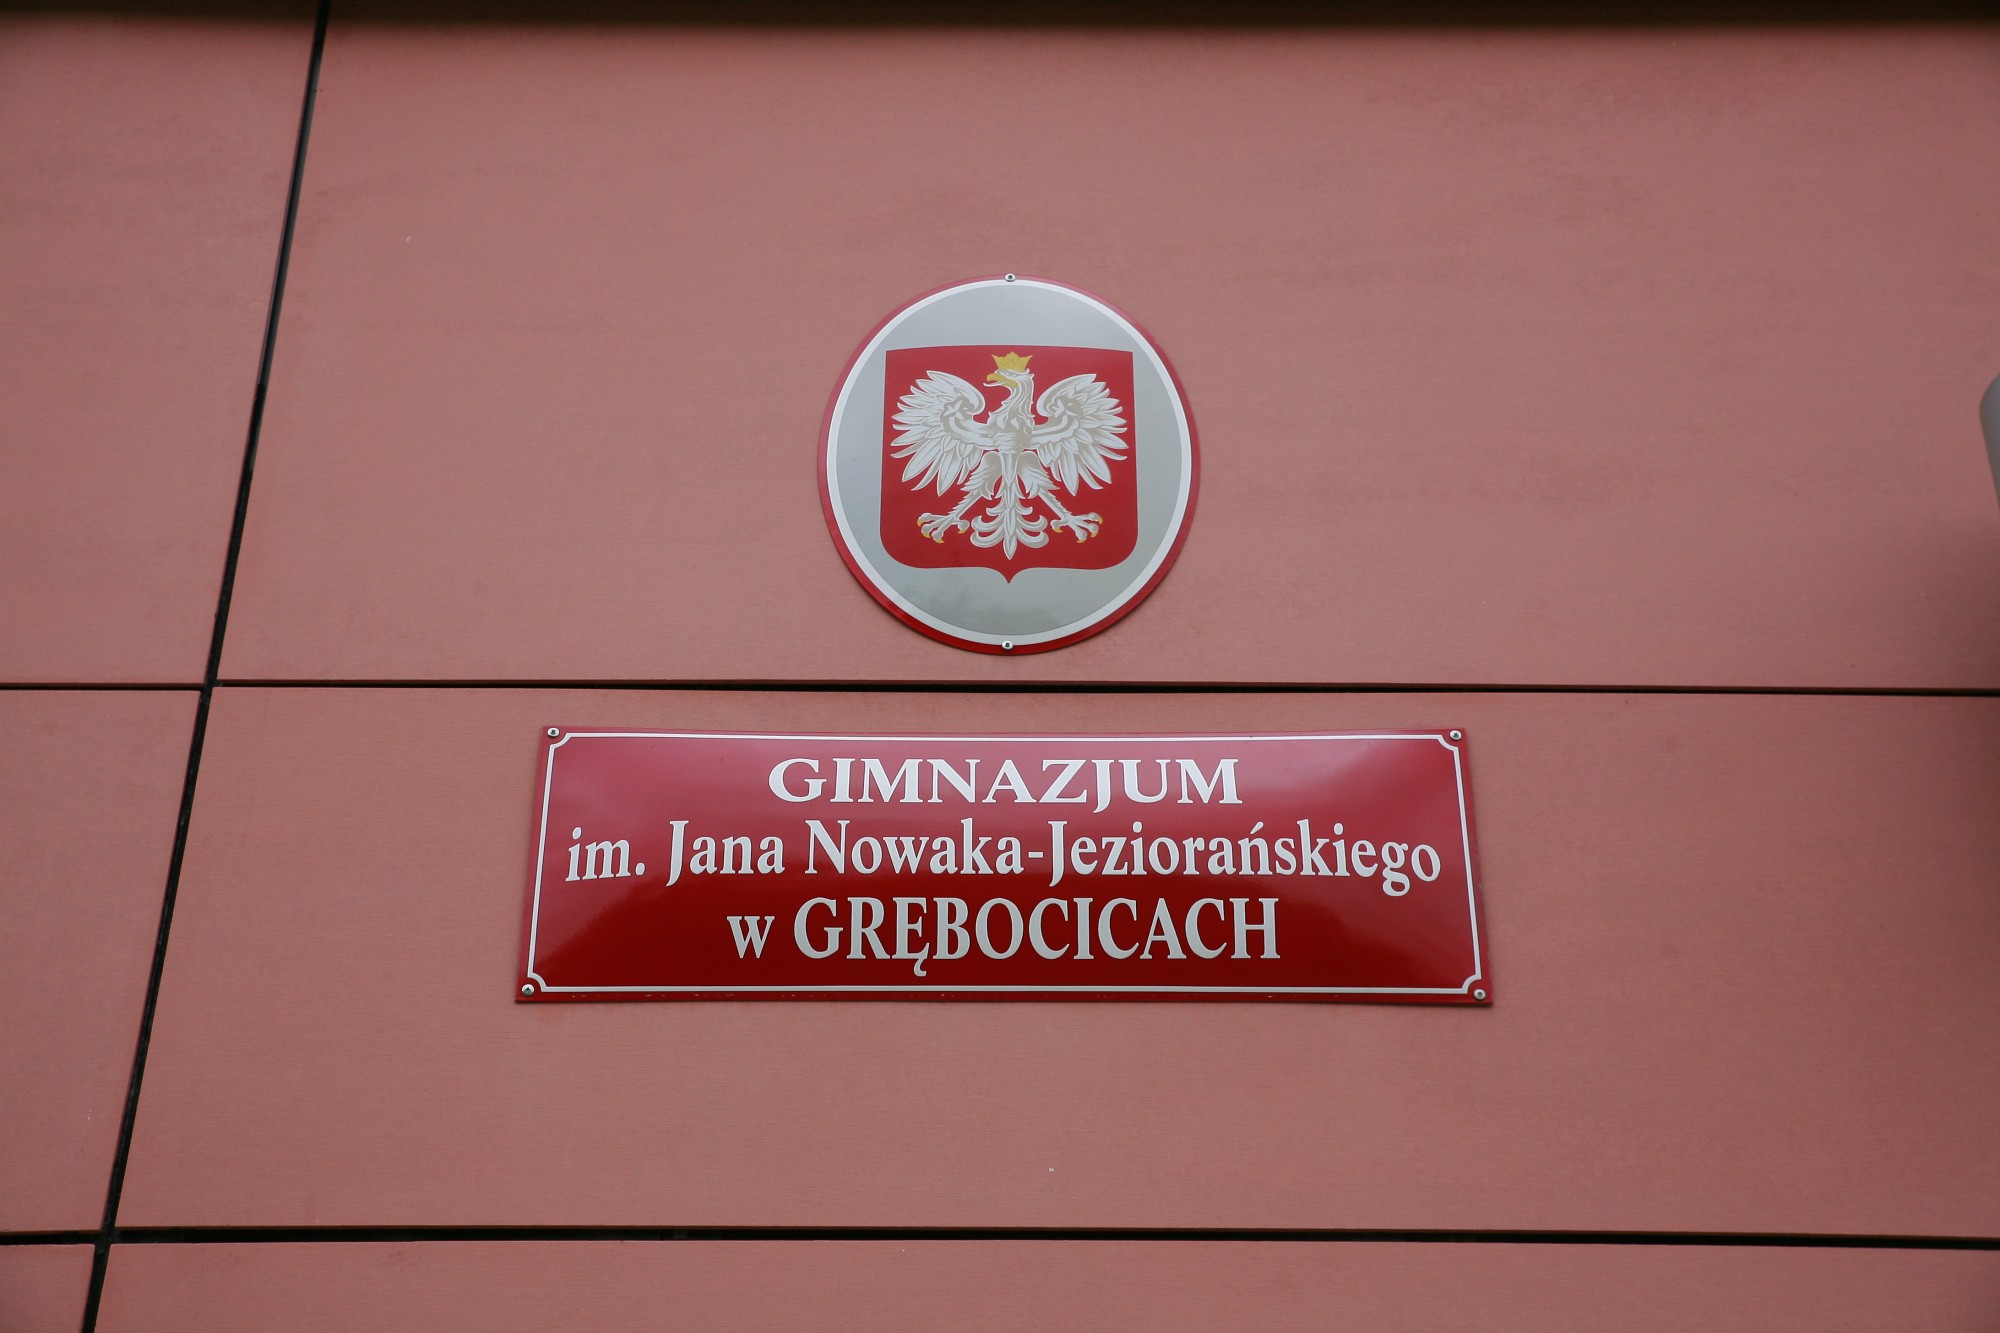 GIMNAZJUM
im. Jana Nowaka-Jeziorańskiego
w GRĘBOCICACH